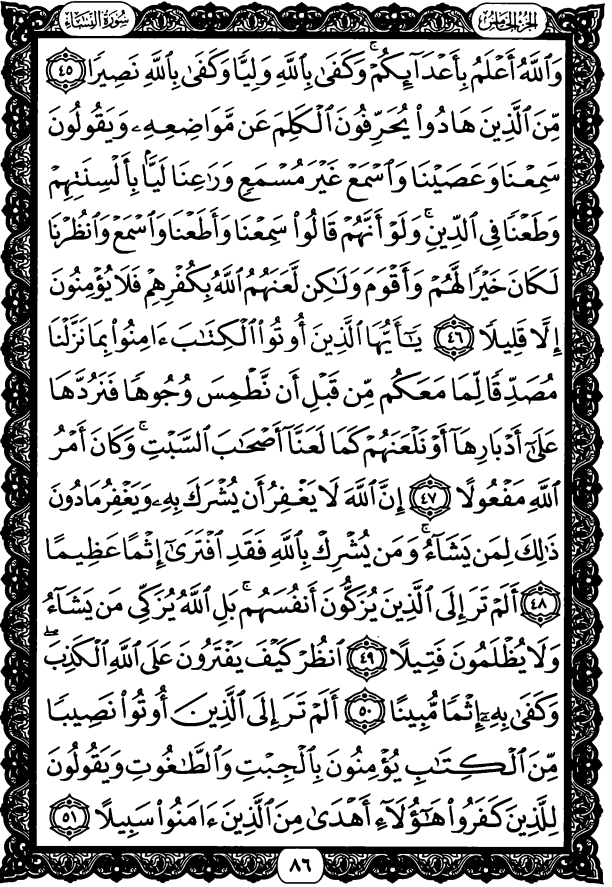 الجزء الخامس
سورة النساء
وَٱللَّهُ أَعۡلَمُ بِأَعۡدَآئِكُمۡۚ وَكَفَىٰ بِٱللَّهِ وَلِيّٗا وَكَفَىٰ بِٱللَّهِ نَصِيرٗا ٤٥
مِّنَ ٱلَّذِينَ هَادُواْ يُحَرِّفُونَ ٱلۡكَلِمَ عَن مَّوَاضِعِهِۦ وَيَقُولُونَ
سَمِعۡنَا وَعَصَيۡنَا وَٱسۡمَعۡ غَيۡرَ مُسۡمَعٖ وَرَٰعِنَا لَيَّۢا بِأَلۡسِنَتِهِمۡ
وَطَعۡنٗا فِي ٱلدِّينِۚ وَلَوۡ أَنَّهُمۡ قَالُواْ سَمِعۡنَا وَأَطَعۡنَا وَٱسۡمَعۡ وَٱنظُرۡنَا
لَكَانَ خَيۡرٗا لَّهُمۡ وَأَقۡوَمَ وَلَٰكِن لَّعَنَهُمُ ٱللَّهُ بِكُفۡرِهِمۡ فَلَا يُؤۡمِنُونَ
إِلَّا قَلِيلٗا ٤٦ يَٰٓأَيُّهَا ٱلَّذِينَ أُوتُواْ ٱلۡكِتَٰبَ ءَامِنُواْ بِمَا نَزَّلۡنَا
مُصَدِّقٗا لِّمَا مَعَكُم مِّن قَبۡلِ أَن نَّطۡمِسَ وُجُوهٗا فَنَرُدَّهَا
عَلَىٰٓ أَدۡبَارِهَآ أَوۡ نَلۡعَنَهُمۡ كَمَا لَعَنَّآ أَصۡحَٰبَ ٱلسَّبۡتِۚ وَكَانَ أَمۡرُ
ٱللَّهِ مَفۡعُولًا ٤٧ إِنَّ ٱللَّهَ لَا يَغۡفِرُ أَن يُشۡرَكَ بِهِۦ وَيَغۡفِرُ مَا دُونَ
ذَٰلِكَ لِمَن يَشَآءُۚ وَمَن يُشۡرِكۡ بِٱللَّهِ فَقَدِ ٱفۡتَرَىٰٓ إِثۡمًا عَظِيمًا
٤٨ أَلَمۡ تَرَ إِلَى ٱلَّذِينَ يُزَكُّونَ أَنفُسَهُمۚ بَلِ ٱللَّهُ يُزَكِّي مَن يَشَآءُ
وَلَا يُظۡلَمُونَ فَتِيلًا ٤٩ ٱنظُرۡ كَيۡفَ يَفۡتَرُونَ عَلَى ٱللَّهِ ٱلۡكَذِبَۖ
وَكَفَىٰ بِهِۦٓ إِثۡمٗا مُّبِينًا ٥٠ أَلَمۡ تَرَ إِلَى ٱلَّذِينَ أُوتُواْ نَصِيبٗا
مِّنَ ٱلۡكِتَٰبِ يُؤۡمِنُونَ بِٱلۡجِبۡتِ وَٱلطَّٰغُوتِ وَيَقُولُونَ
لِلَّذِينَ كَفَرُواْ هَٰٓؤُلَآءِ أَهۡدَىٰ مِنَ ٱلَّذِينَ ءَامَنُواْ سَبِيلًا ٥١
٨٦